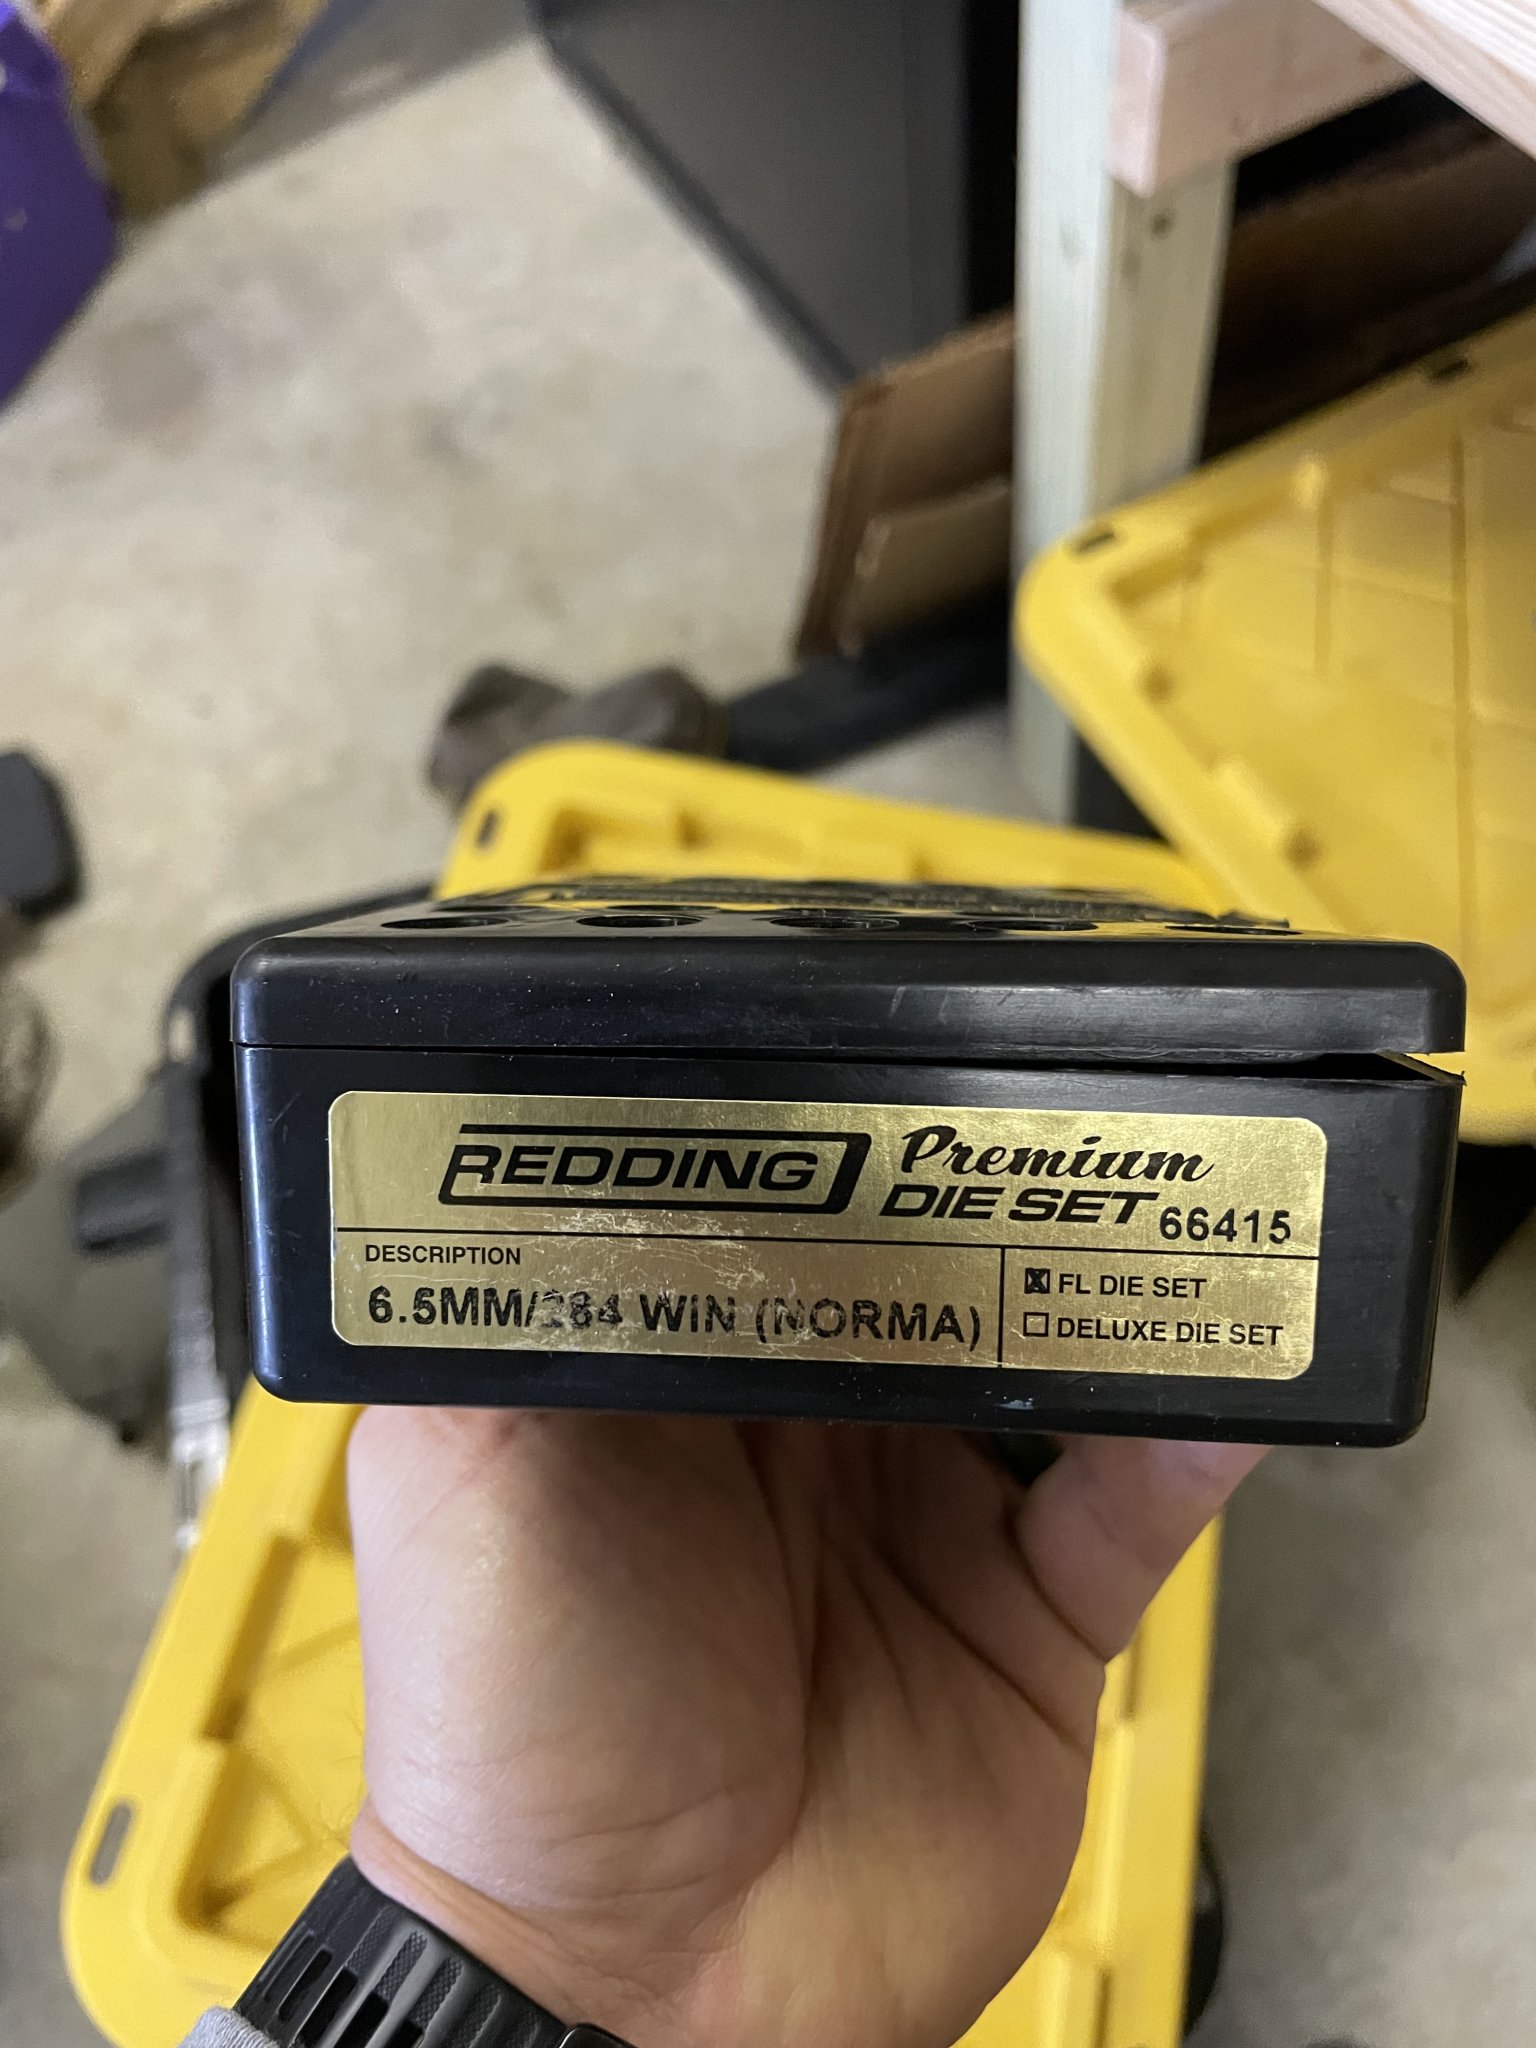 REDDING Premium
DIE SET 66415
DESCRIPTION
6.5MM/284 WIN (NORMA)
FL DIE SET
DELUXE DIE SET